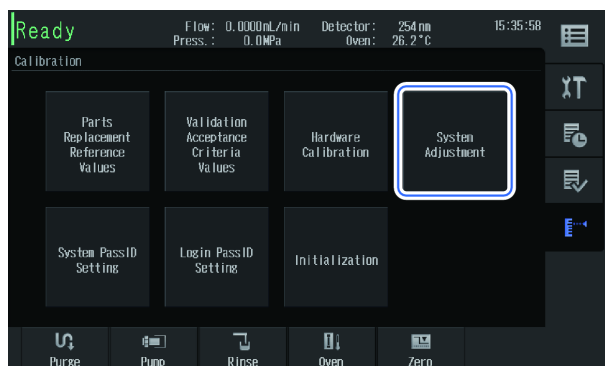 Ready
Flow: 0.0000mL/min Detector: 254 nm 15:35:58
Press.: 0.0MPa Oven: 26.2°C
Calibration
Parts
Replacement
Reference
Values
Validation
Acceptance
Criteria
Values
Hardware
Calibration
System
Adjustment
System PassID
Setting
Login PassID
Setting
Initialization
Purge Pump Rinse Oven Zero